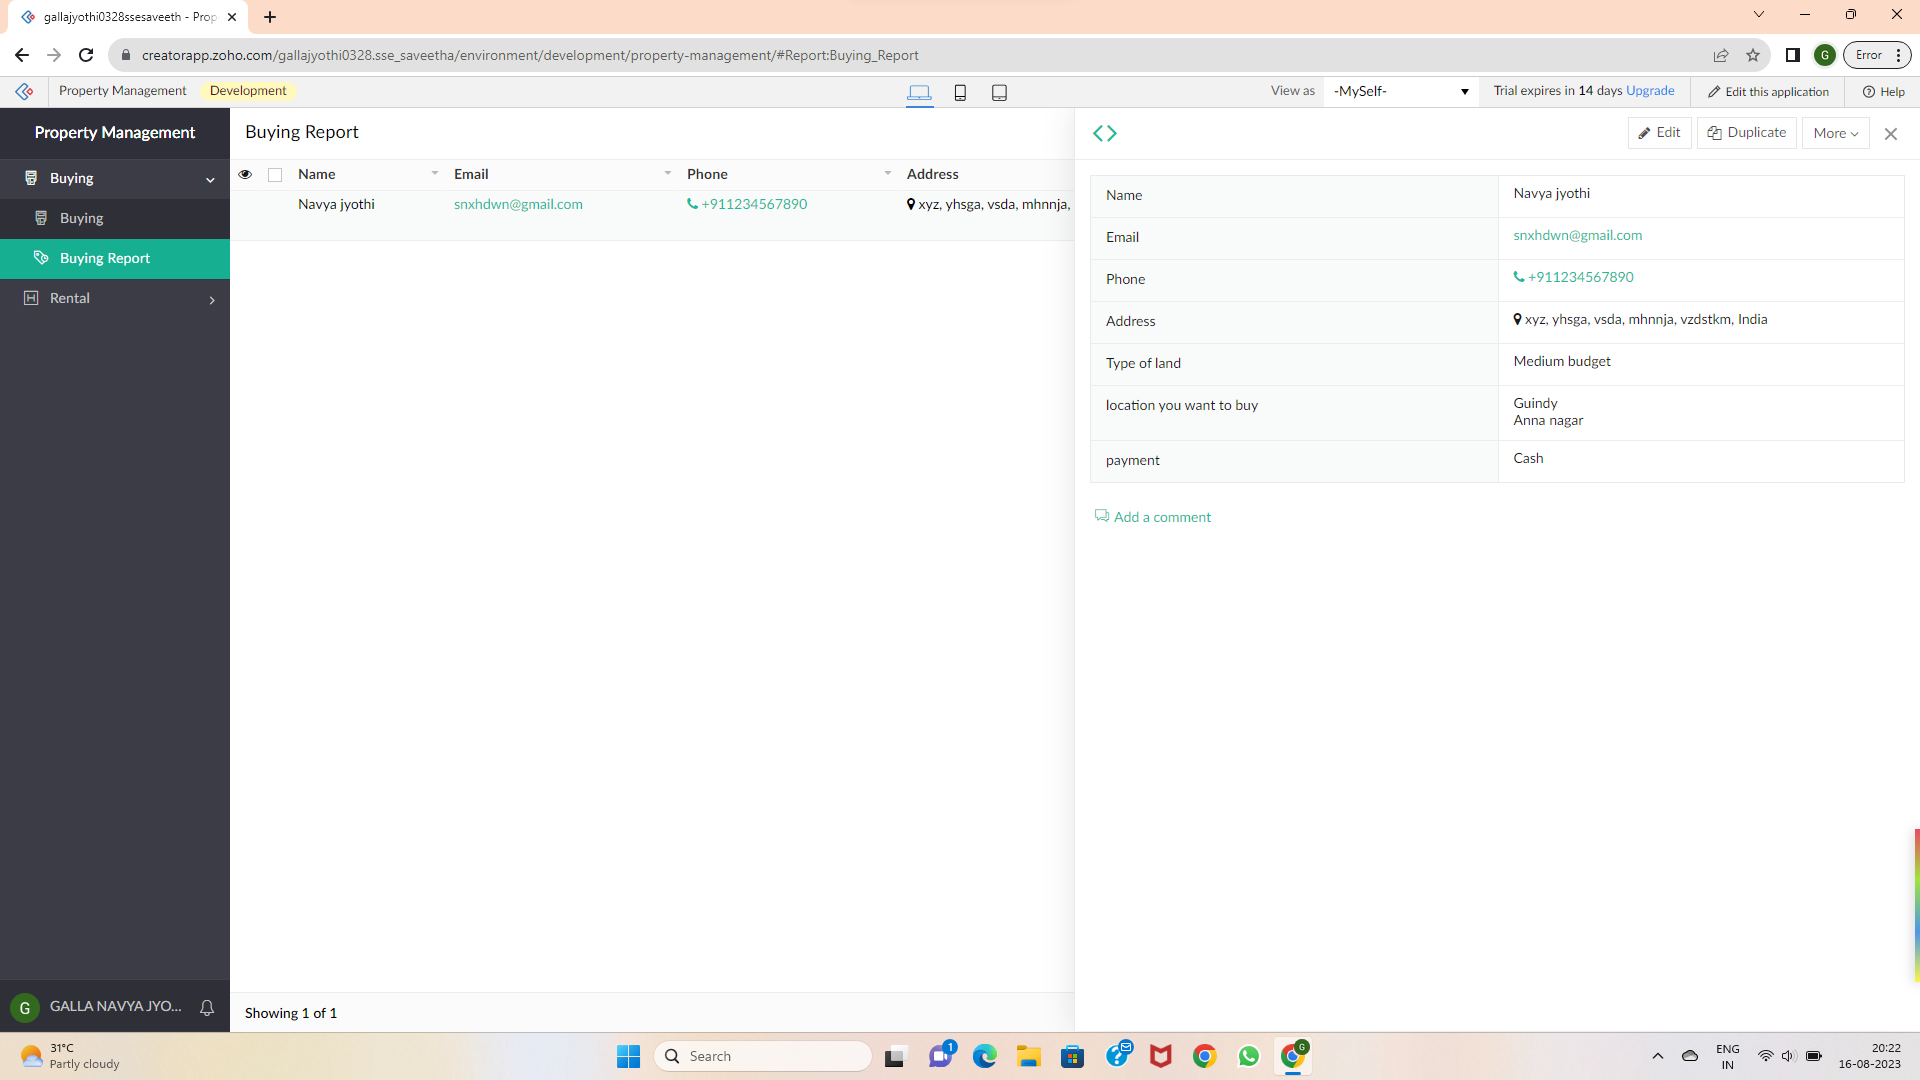 gallajyothi0328ssesaveeth - Prop
creatorapp.zoho.com/gallajyothi0328.sse_saveetha/environment/development/property-management/#Report:Buying_Report
G
Error
Property Management
Development
View as
-MySelf-
Trial expires in 14 days Upgrade
Edit this application
Help
Property Management
Buying
Buying
Buying Report
Rental
Buying Report
Name
Email
Phone
Address
Navya jyothi
snxhdwn@gmail.com
+911234567890
xyz, yhsga, vsda, mhnnja,
Edit
Duplicate
More
Name
Navya jyothi
Email
snxhdwn@gmail.com
Phone
+911234567890
Address
xyz, yhsga, vsda, mhnnja, vzdstkm, India
Type of land
Medium budget
location you want to buy
Guindy
Anna nagar
payment
Cash
Add a comment
G
GALLA NAVYA JYO...
Showing 1 of 1
31°C
Partly cloudy
Search
1
G
ENG
IN
20:22
16-08-2023